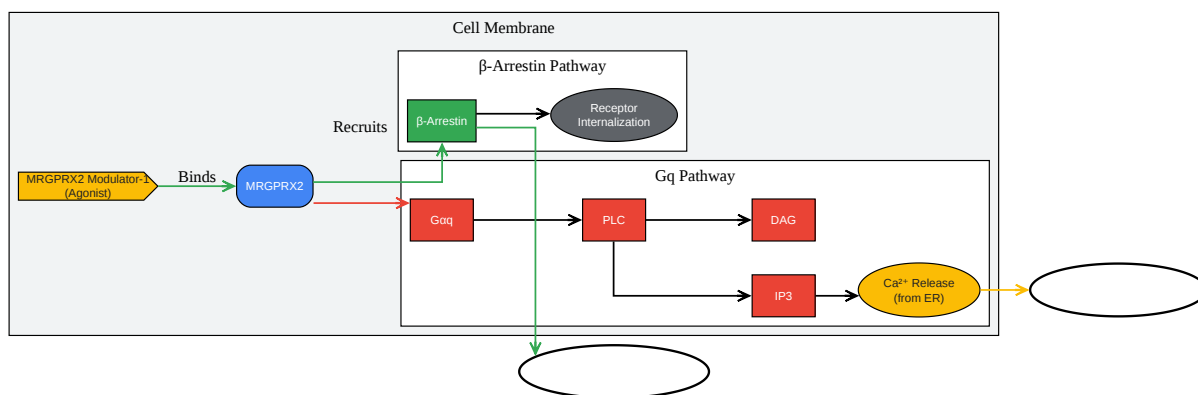 Cell Membrane
β-Arrestin Pathway
β-Arrestin
Receptor
Internalization
Recruits
MRGPRX2 Modulator-1
(Agonist)
Binds
MRGPRX2
Gq Pathway
Gαq
PLC
DAG
IP3
Ca²⁺ Release
(from ER)